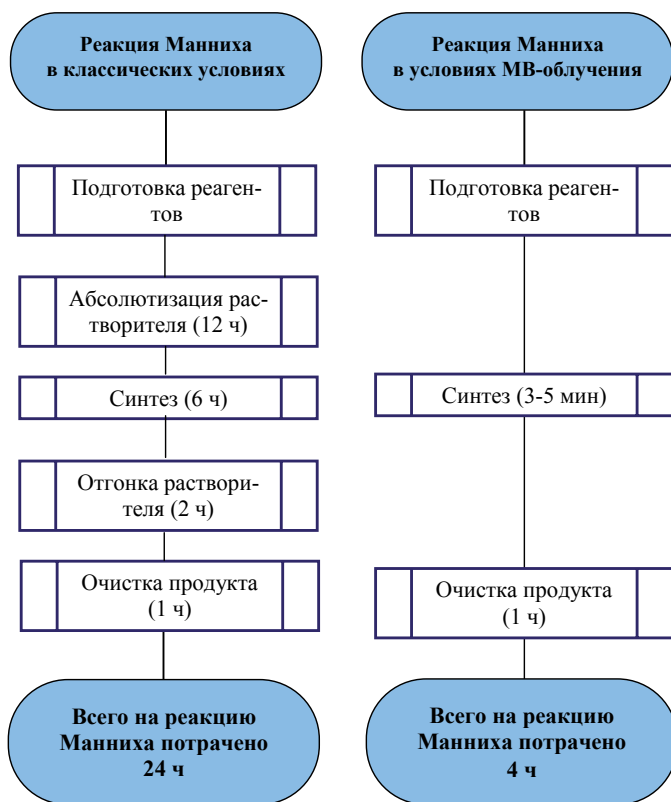 Реакция Манниха
в классических условиях
Подготовка реаген-
тов
Абсолютизация рас-
творителя (12 ч)
Синтез (6 ч)
Отгонка раствори-
теля (2 ч)
Очистка продукта
(1 ч)
Всего на реакцию
Манниха потрачено
24 ч
Реакция Манниха
в условиях МВ-облучения
Подготовка реаген-
тов
Синтез (3-5 мин)
Очистка продукта
(1 ч)
Всего на реакцию
Манниха потрачено
4 ч